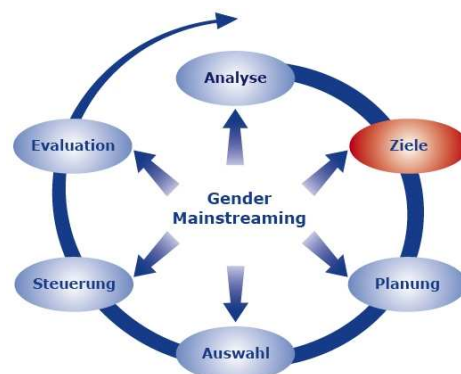 Analyse
Evaluation
Ziele
Gender
Mainstreaming
Steuerung
Planung
Auswahl